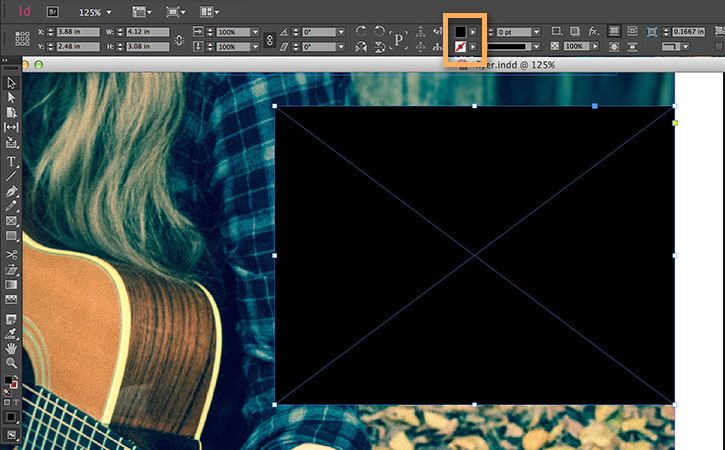 Id Br 125%
X: 3.88 in W: 4.12 in 100% 0° P 0 pt fx. 0.1667 in
Y: 2.48 in H: 3.08 in 100% 0° 100%
yer.indd @ 125%
T
T